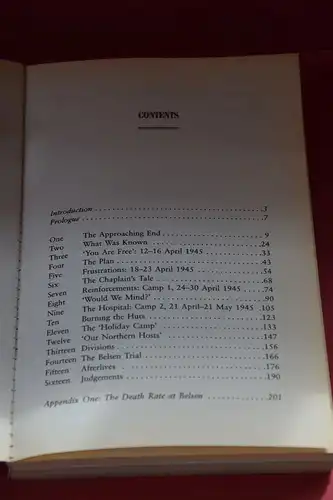 CONTENTS
Introduction 3
Prologue 7
One The Approaching End 9
Two What Was Known 24
Three 'You Are Free': 12–16 April 1945 33
Four The Plan 43
Five Frustrations: 18–23 April 1945 54
Six The Chaplain's Tale 68
Seven Reinforcements: Camp 1, 24–30 April 1945 74
Eight 'Would We Mind?' 90
Nine The Hospital: Camp 2, 21 April–21 May 1945 105
Ten Burning the Huts 123
Eleven The 'Holiday Camp' 133
Twelve 'Our Northern Hosts' 147
Thirteen Divisions 156
Fourteen The Belsen Trial 166
Fifteen Afterlives 176
Sixteen Judgements 190
Appendix One: The Death Rate at Belsen 201